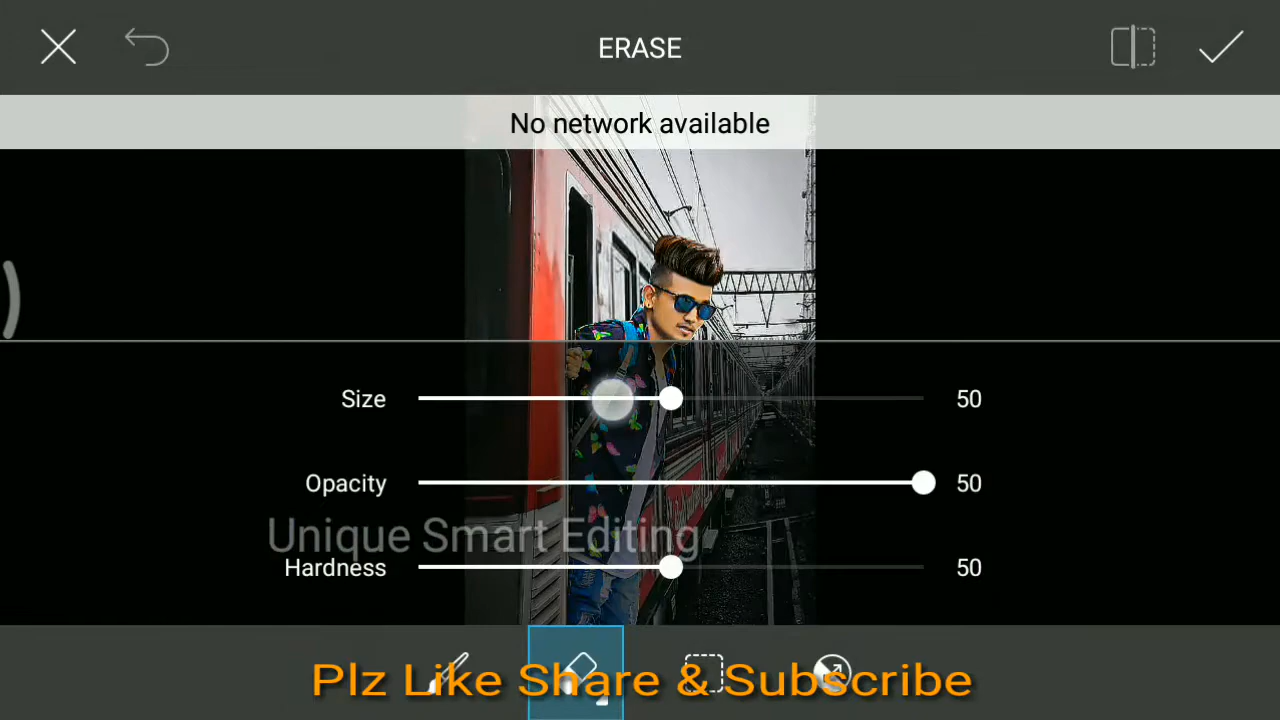 ERASE
No network available
Size 50
Opacity 50
Unique Smart Editing
Hardness 50
Plz Like Share & Subscribe